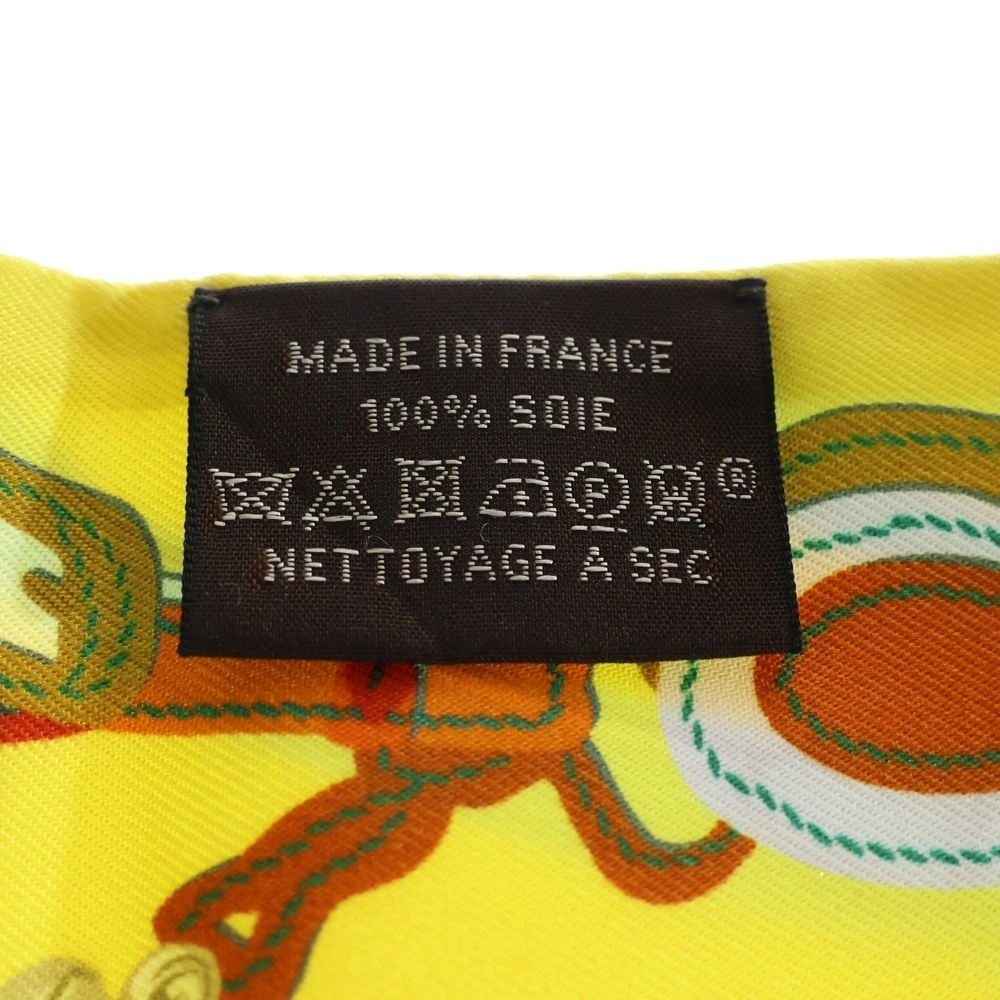 MADE IN FRANCE
100% SOIE
F W ®
NETTOYAGE A SEC